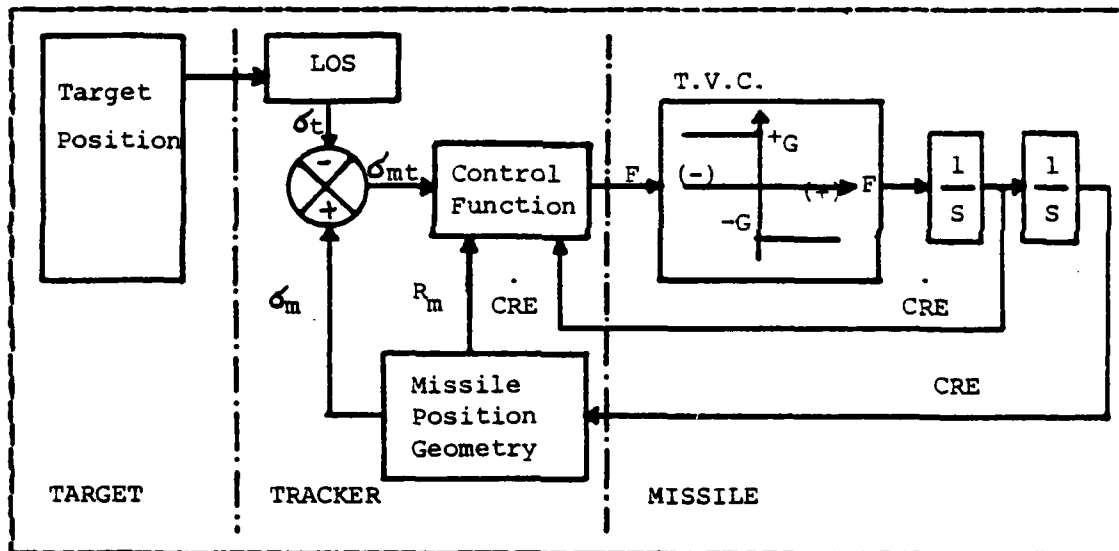 LOS
T.V.C.
Target
Position
σt
-
σmt
+
Control
Function
F
+G
(-)
(+)
F
-G
1
S
1
S
σm
Rm
CRE
CRE
CRE
Missile
Position
Geometry
TARGET
TRACKER
MISSILE